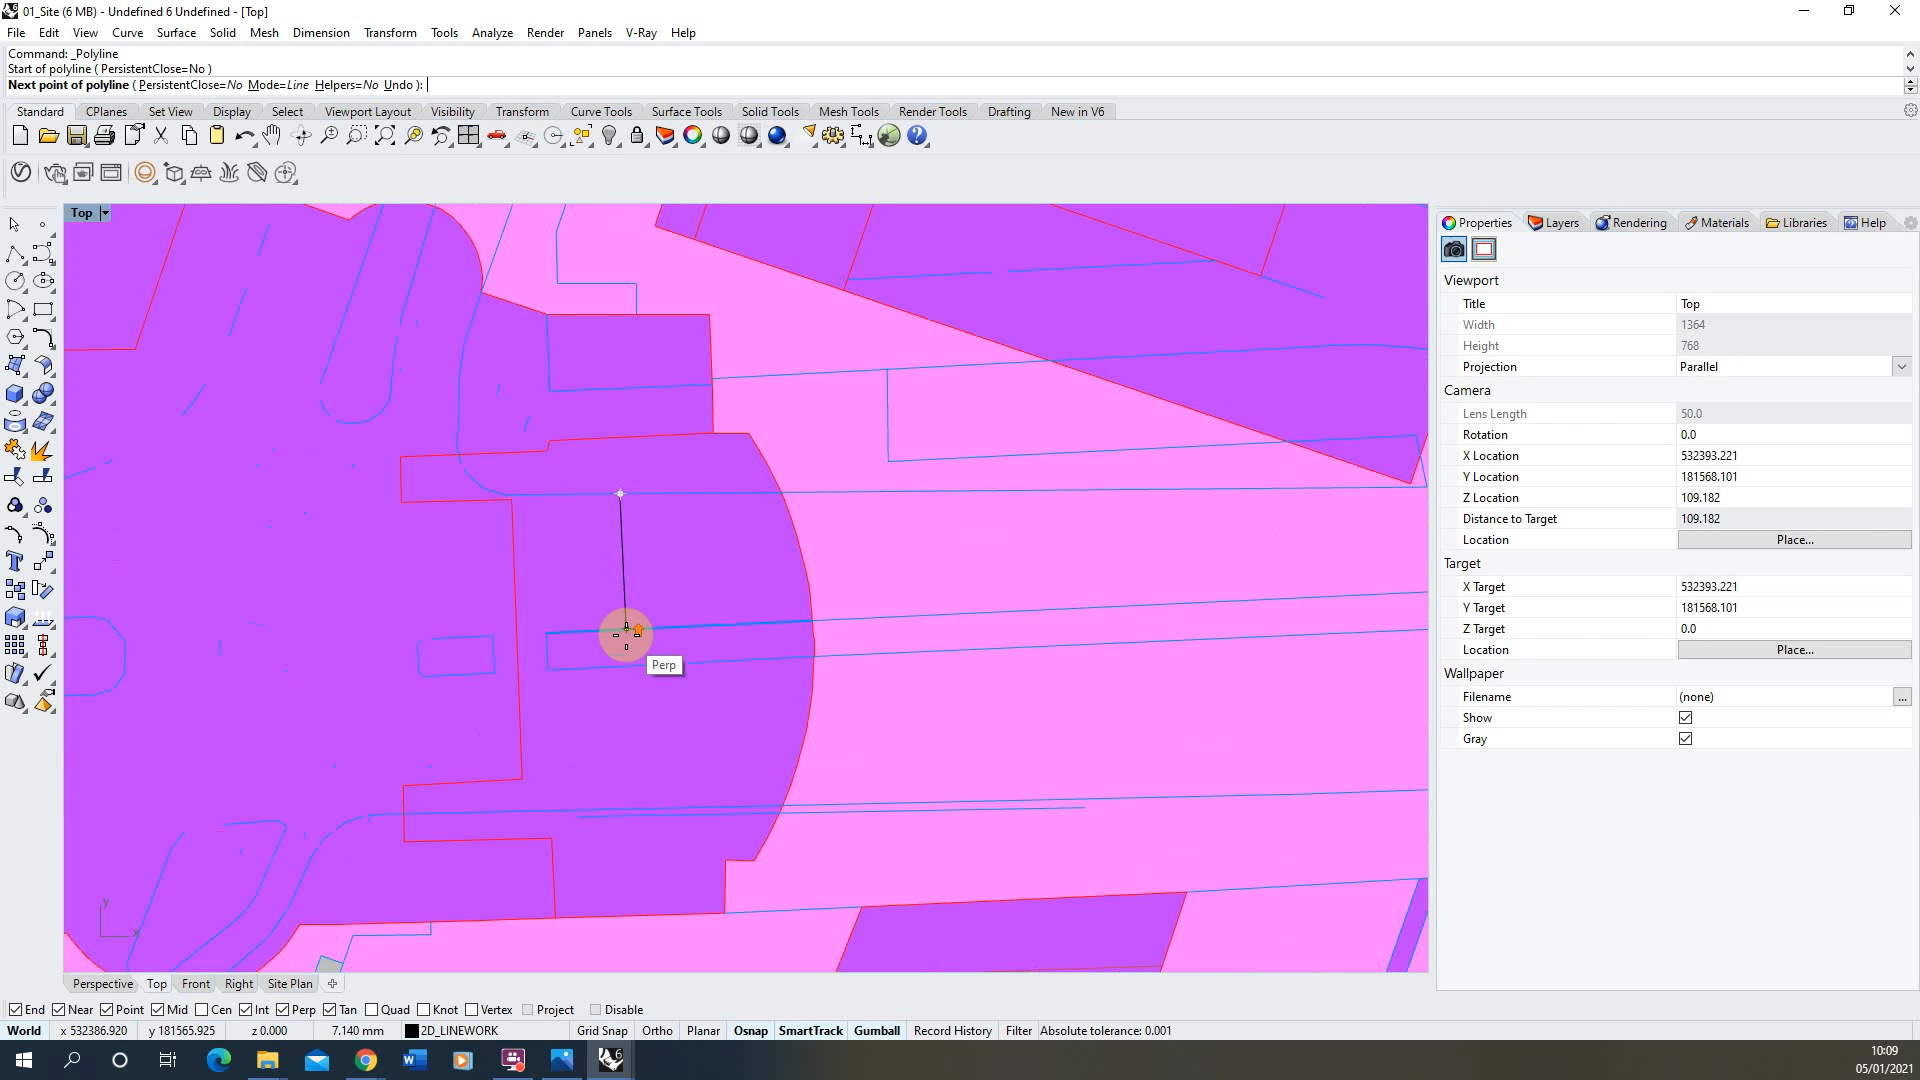 01_Site (6 MB) - Undefined 6 Undefined - [Top]
File Edit View Curve Surface Solid Mesh Dimension Transform Tools Analyze Render Panels V-Ray Help
Command: _Polyline
Start of polyline ( PersistentClose=No )
Next point of polyline ( PersistentClose=No Mode=Line Helpers=No Undo ):
Standard CPlanes Set View Display Select Viewport Layout Visibility Transform Curve Tools Surface Tools Solid Tools Mesh Tools Render Tools Drafting New in V6
Top
Properties Layers Rendering Materials Libraries Help
Viewport
Title Top
Width 1364
Height 768
Projection Parallel
Camera
Lens Length 50.0
Rotation 0.0
X Location 532393.221
Y Location 181568.101
Z Location 109.182
Distance to Target 109.182
Location Place...
Target
X Target 532393.221
Y Target 181568.101
Z Target 0.0
Location Place...
Wallpaper
Filename (none) ...
Show
Gray
Perp
y
x
Perspective Top Front Right Site Plan
End Near Point Mid Cen Int Perp Tan Quad Knot Vertex Project Disable
World x 532386.920 y 181565.925 z 0.000 7.140 mm 2D_LINEWORK Grid Snap Ortho Planar Osnap SmartTrack Gumball Record History Filter Absolute tolerance: 0.001
10:09
05/01/2021